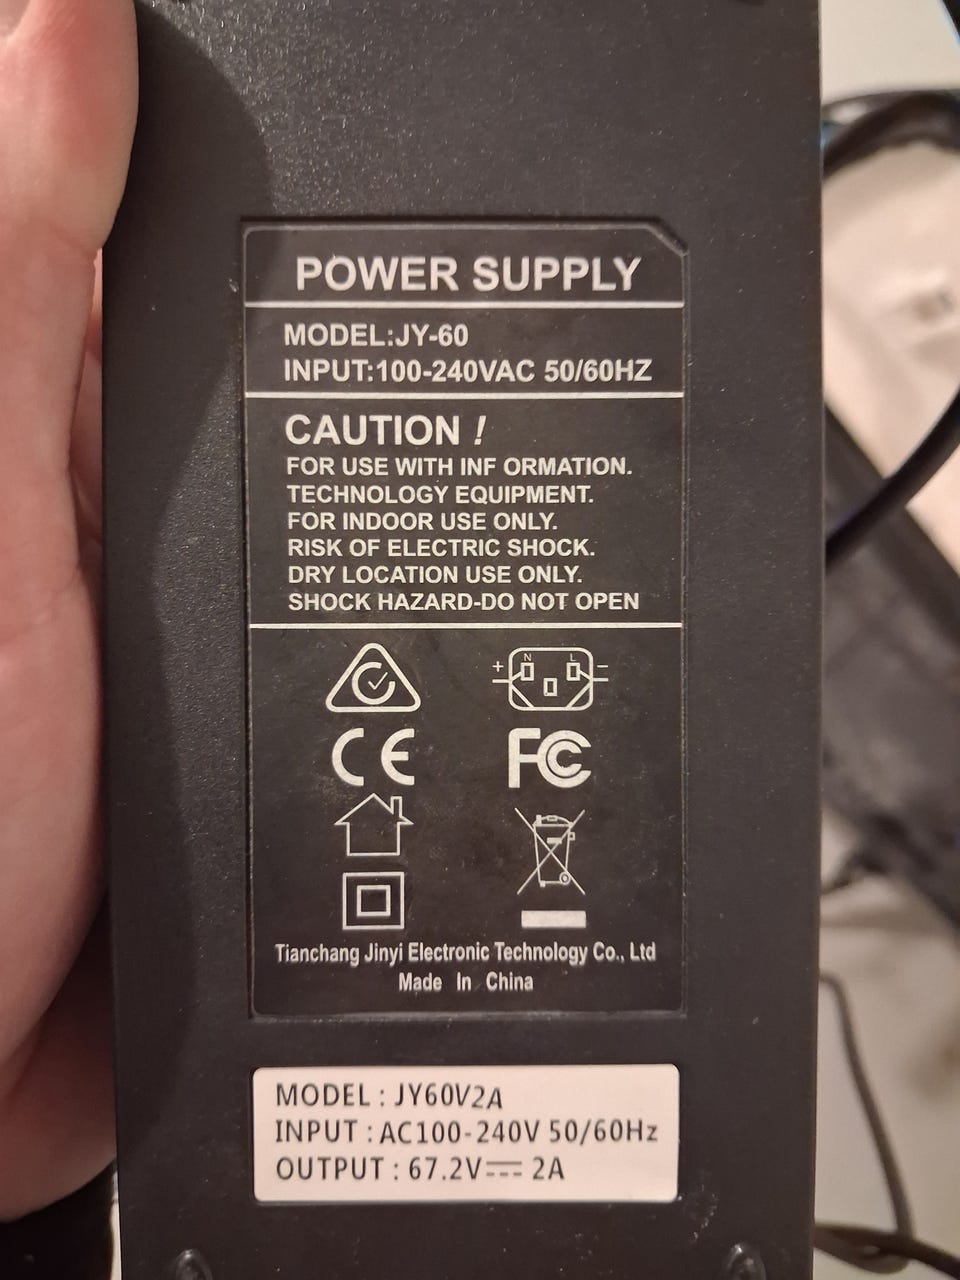 POWER SUPPLY
MODEL:JY-60
INPUT:100-240VAC 50/60HZ
CAUTION !
FOR USE WITH INF ORMATION.
TECHNOLOGY EQUIPMENT.
FOR INDOOR USE ONLY.
RISK OF ELECTRIC SHOCK.
DRY LOCATION USE ONLY.
SHOCK HAZARD-DO NOT OPEN
+ N L -
CE FC
Tianchang Jinyi Electronic Technology Co., Ltd
Made In China
MODEL : JY60V2A
INPUT : AC100-240V 50/60Hz
OUTPUT : 67.2V⎓ 2A